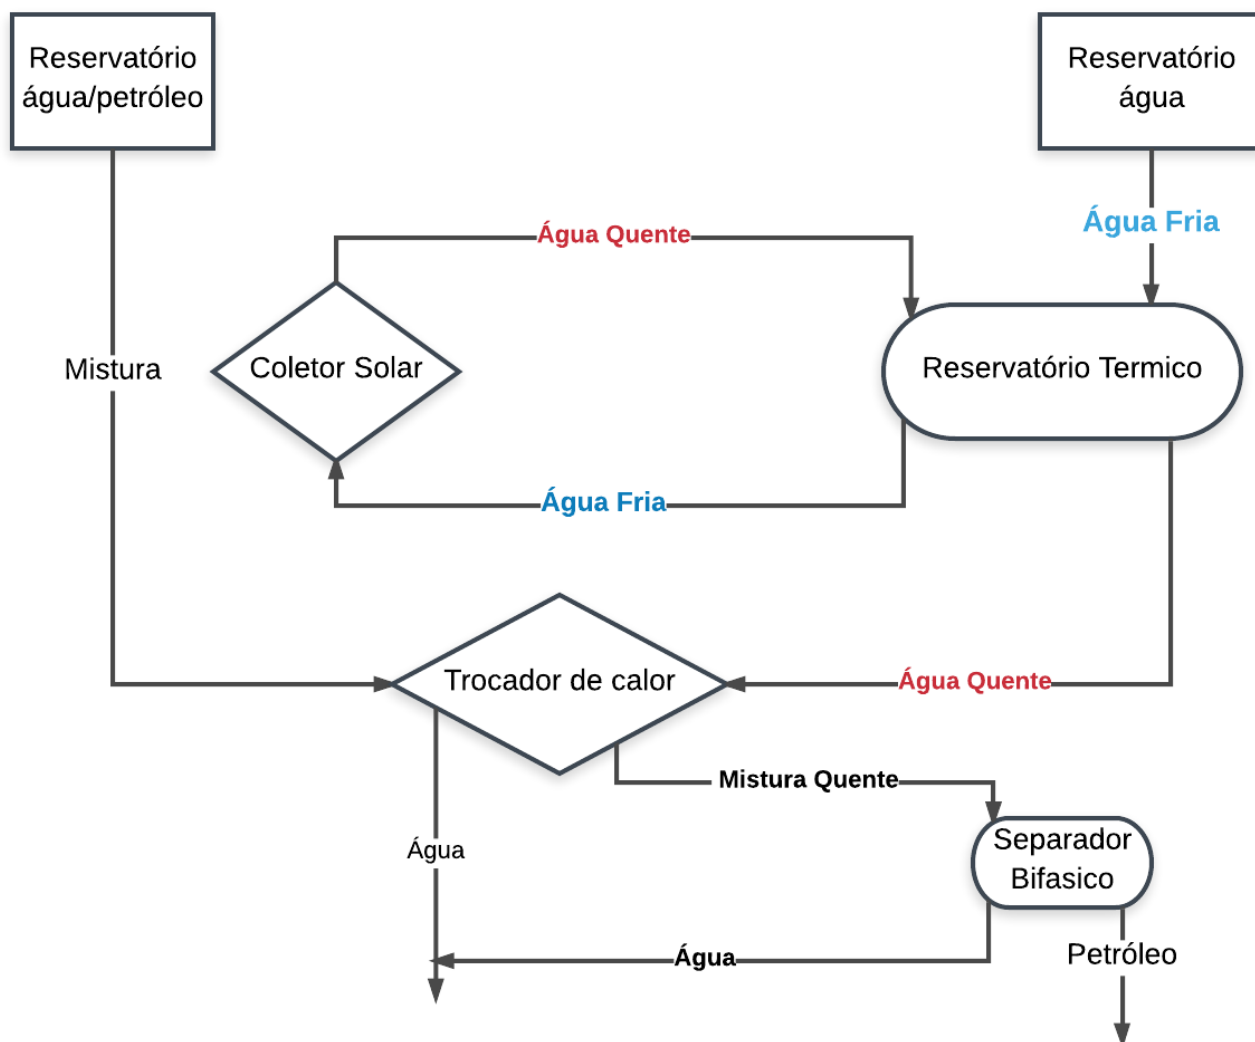 Reservatório
água/petróleo
Reservatório
água
Água Fria
Água Quente
Mistura
Coletor Solar
Reservatório Termico
Água Fria
Trocador de calor
Água Quente
Mistura Quente
Água
Separador
Bifasico
Água
Petróleo